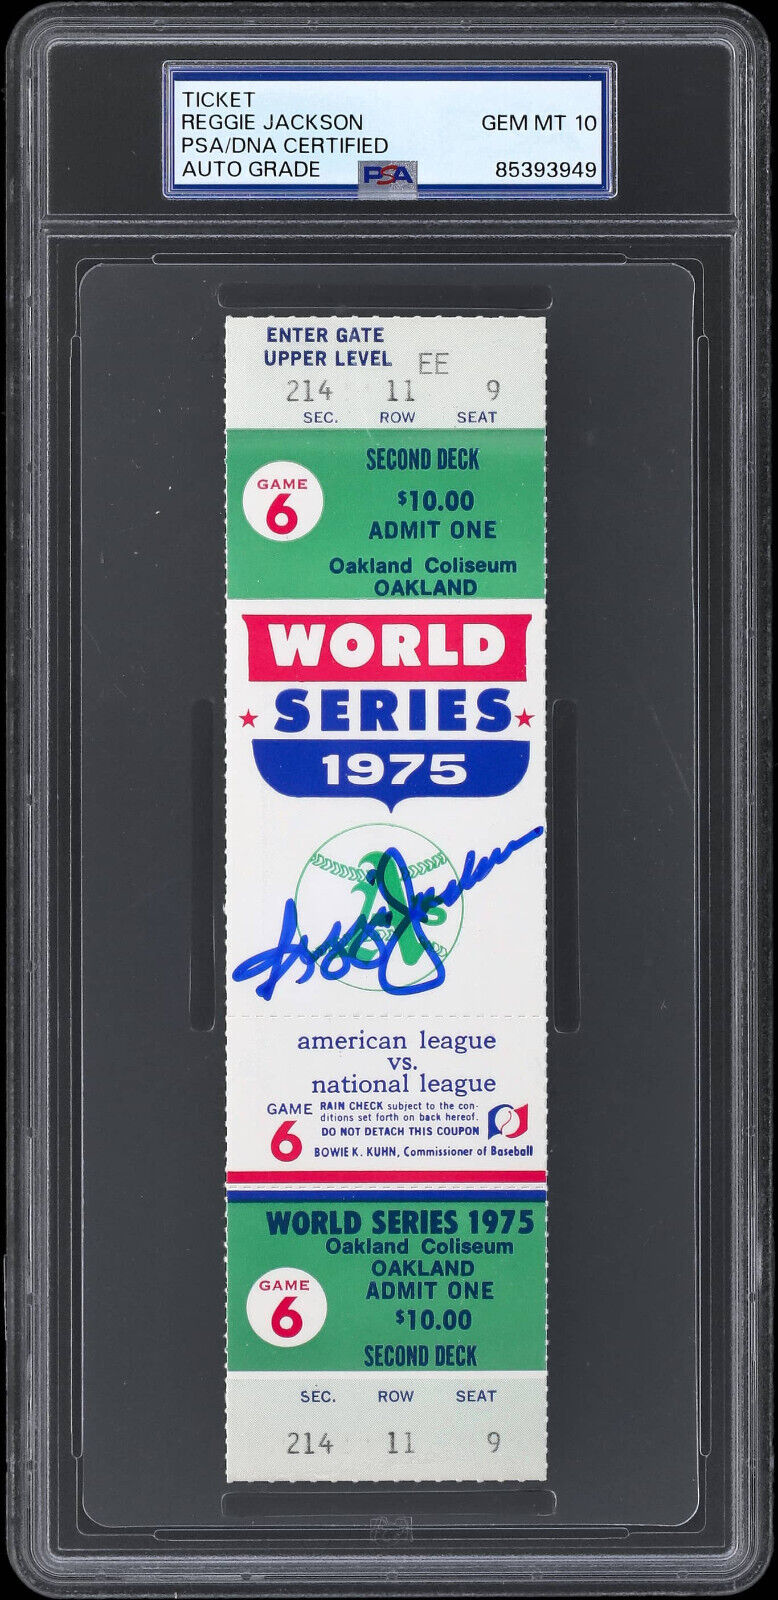 TICKET
REGGIE JACKSON GEM MT 10
PSA/DNA CERTIFIED
AUTO GRADE PSA 85393949
ENTER GATE
UPPER LEVEL EE
214 11 9
SEC. ROW SEAT
SECOND DECK
GAME
6
$10.00
ADMIT ONE
Oakland Coliseum
OAKLAND
WORLD
SERIES
1975
A's
Reggie Jackson
american league
vs.
national league
GAME
6
RAIN CHECK subject to the con-
ditions set forth on back hereof.
DO NOT DETACH THIS COUPON
BOWIE K. KUHN, Commissioner of Baseball
WORLD SERIES 1975
Oakland Coliseum
OAKLAND
GAME
6
ADMIT ONE
$10.00
SECOND DECK
SEC. ROW SEAT
214 11 9